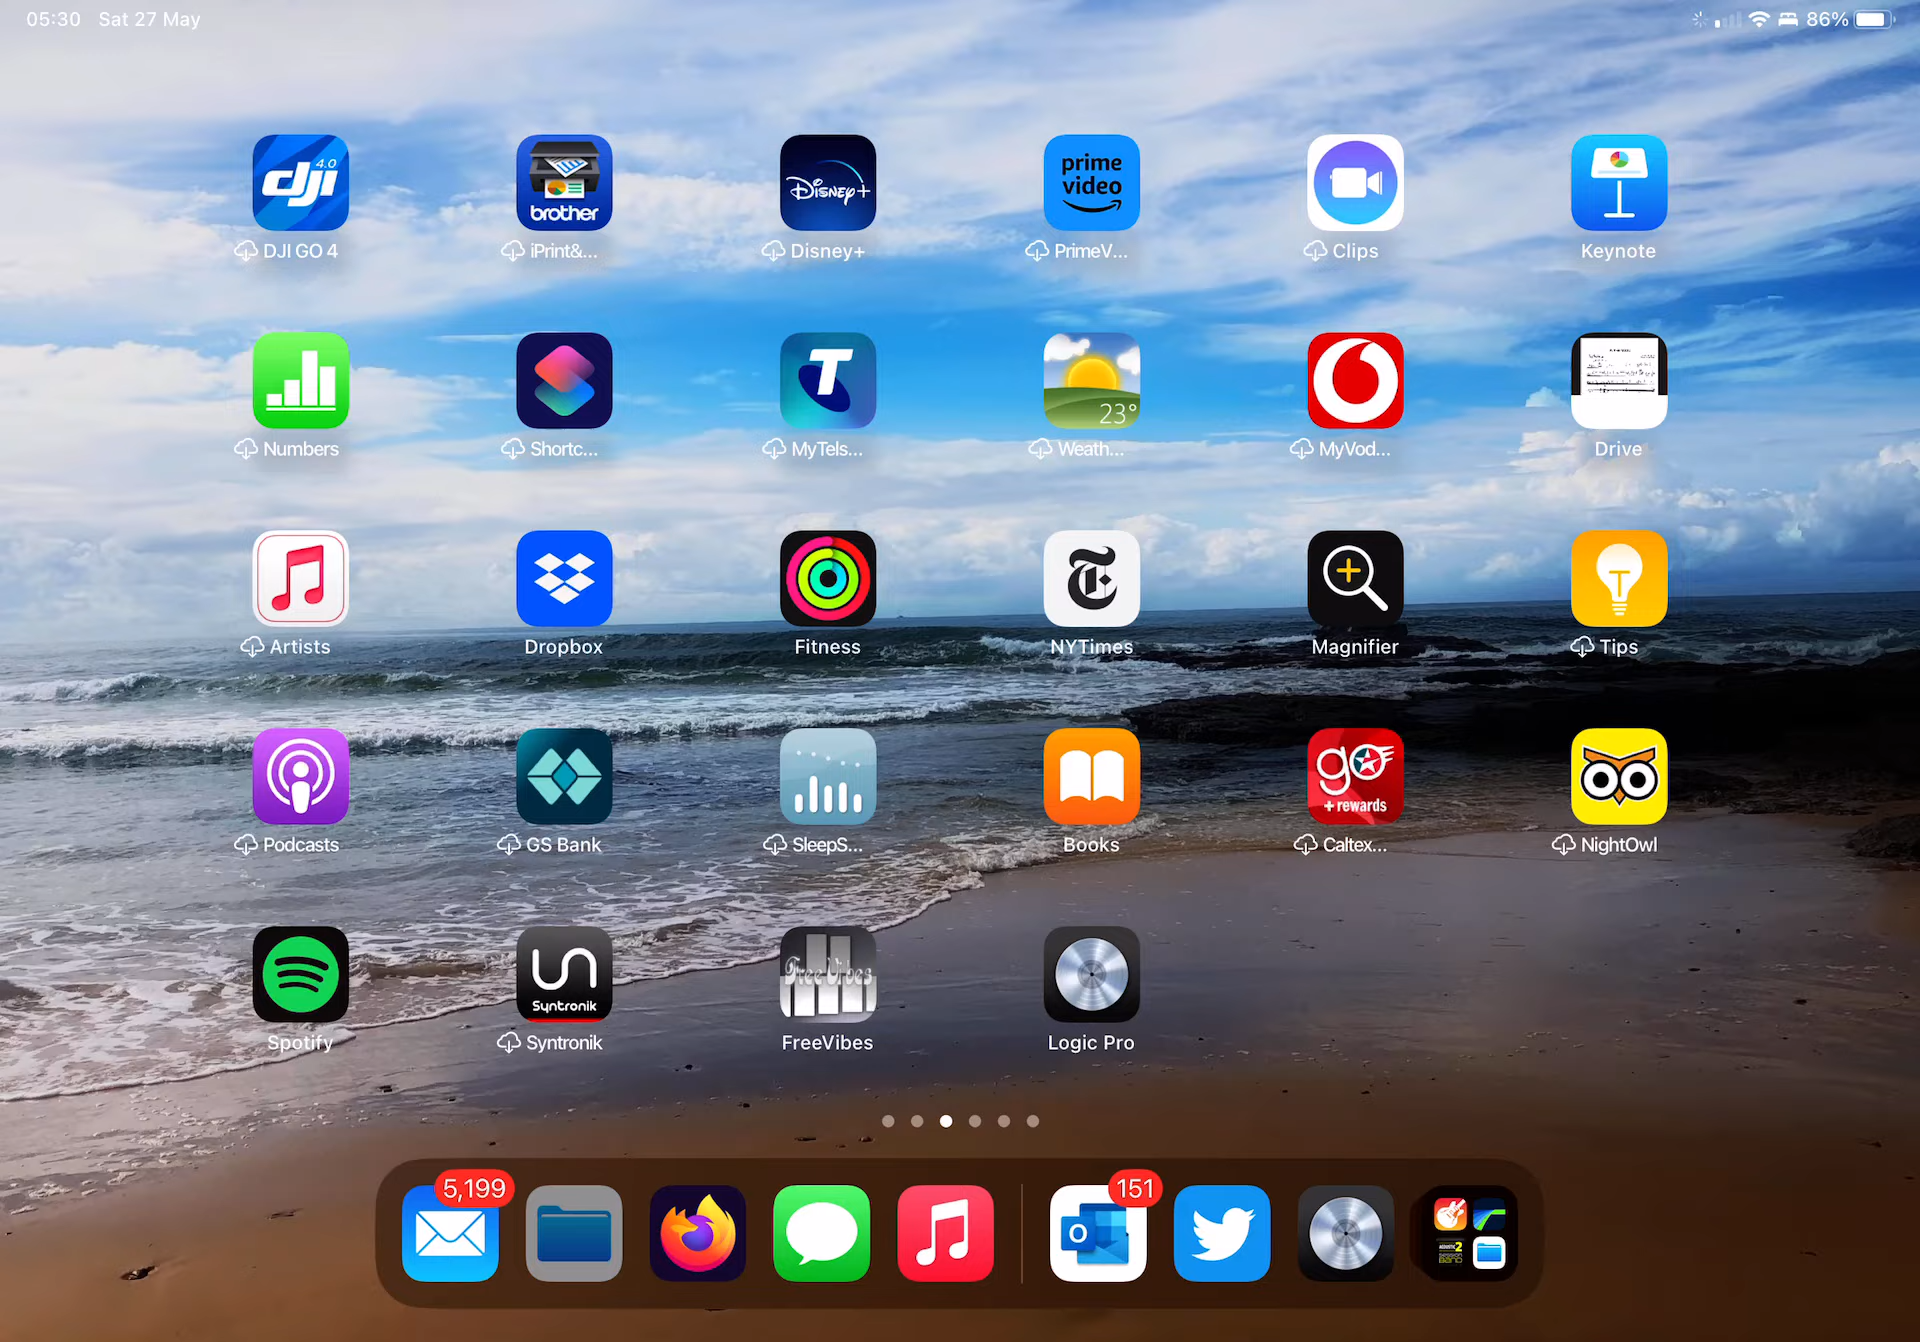 05:30 Sat 27 May
86%
dji 4.0
brother
Disney+
prime video
DJI GO 4
iPrint&...
Disney+
PrimeV...
Clips
Keynote
T
23°
Numbers
Shortc...
MyTels...
Weath...
MyVod...
Drive
T
Artists
Dropbox
Fitness
NYTimes
Magnifier
Tips
go
+ rewards
Podcasts
GS Bank
SleepS...
Books
Caltex...
NightOwl
Syntronik
FreeVibes
Spotify
Syntronik
FreeVibes
Logic Pro
5,199
151